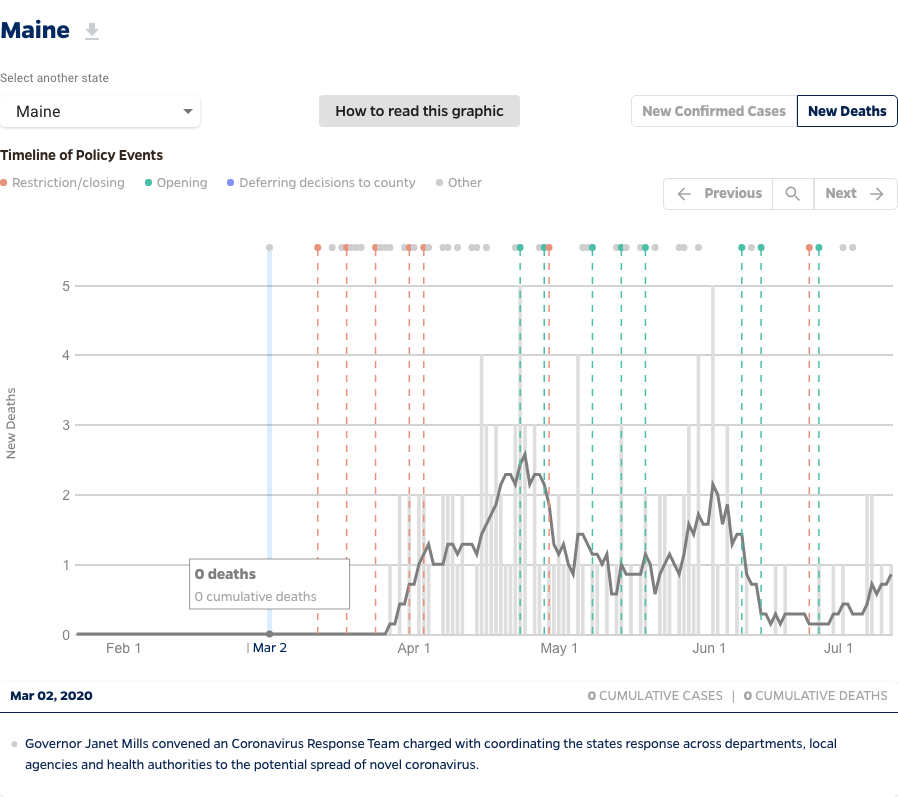 Maine
Select another state
Maine
How to read this graphic
New Confirmed Cases
New Deaths
Timeline of Policy Events
Restriction/closing
Opening
Deferring decisions to county
Other
Previous
Next
New Deaths
5
4
3
2
1
0
0 deaths
0 cumulative deaths
Feb 1
Mar 2
Apr 1
May 1
Jun 1
Jul 1
Mar 02, 2020
0 CUMULATIVE CASES | 0 CUMULATIVE DEATHS
Governor Janet Mills convened an Coronavirus Response Team charged with coordinating the states response across departments, local
agencies and health authorities to the potential spread of novel coronavirus.